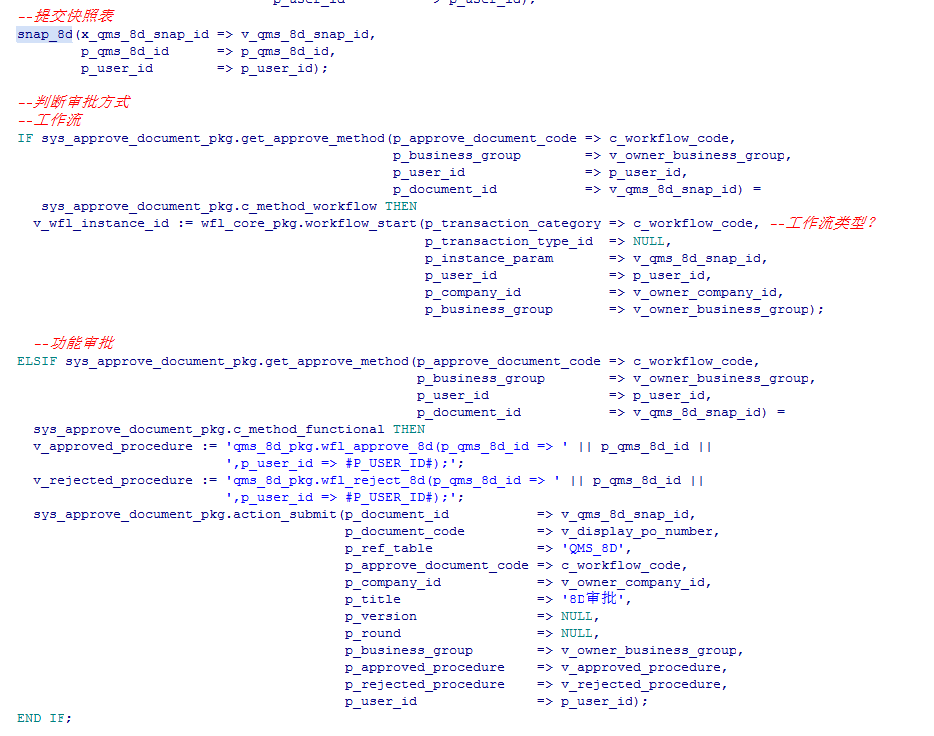 p_user_id => p_user_id);
--提交快照表
snap_8d(x_qms_8d_snap_id => v_qms_8d_snap_id,
p_qms_8d_id => p_qms_8d_id,
p_user_id => p_user_id);
--判断审批方式
--工作流
IF sys_approve_document_pkg.get_approve_method(p_approve_document_code => c_workflow_code,
p_business_group => v_owner_business_group,
p_user_id => p_user_id,
p_document_id => v_qms_8d_snap_id) =
sys_approve_document_pkg.c_method_workflow THEN
v_wfl_instance_id := wfl_core_pkg.workflow_start(p_transaction_category => c_workflow_code, --工作流类型?
p_transaction_type_id => NULL,
p_instance_param => v_qms_8d_snap_id,
p_user_id => p_user_id,
p_company_id => v_owner_company_id,
p_business_group => v_owner_business_group);
--功能审批
ELSIF sys_approve_document_pkg.get_approve_method(p_approve_document_code => c_workflow_code,
p_business_group => v_owner_business_group,
p_user_id => p_user_id,
p_document_id => v_qms_8d_snap_id) =
sys_approve_document_pkg.c_method_functional THEN
v_approved_procedure := 'qms_8d_pkg.wfl_approve_8d(p_qms_8d_id => ' || p_qms_8d_id ||
',p_user_id => #P_USER_ID#);';
v_rejected_procedure := 'qms_8d_pkg.wfl_reject_8d(p_qms_8d_id => ' || p_qms_8d_id ||
',p_user_id => #P_USER_ID#);';
sys_approve_document_pkg.action_submit(p_document_id => v_qms_8d_snap_id,
p_document_code => v_display_po_number,
p_ref_table => 'QMS_8D',
p_approve_document_code => c_workflow_code,
p_company_id => v_owner_company_id,
p_title => '8D审批',
p_version => NULL,
p_round => NULL,
p_business_group => v_owner_business_group,
p_approved_procedure => v_approved_procedure,
p_rejected_procedure => v_rejected_procedure,
p_user_id => p_user_id);
END IF;